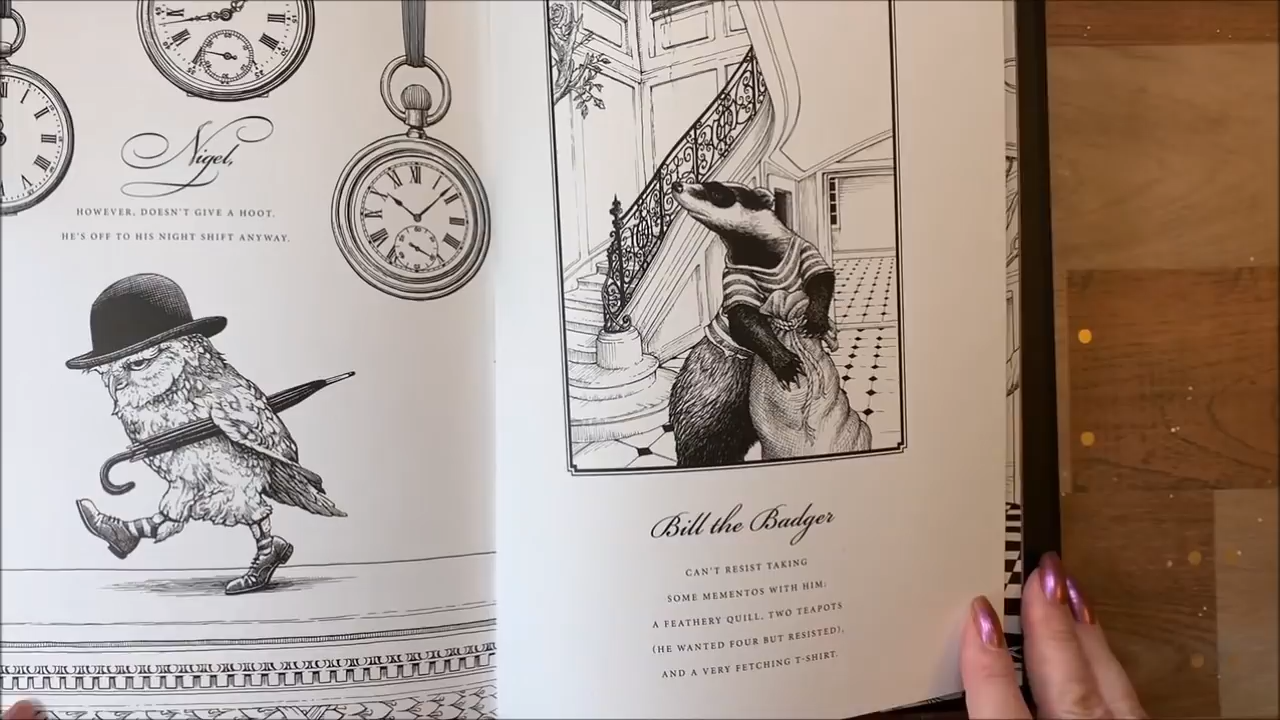 Nigel,
HOWEVER, DOESN'T GIVE A HOOT.
HE'S OFF TO HIS NIGHT SHIFT ANYWAY.
Bill the Badger
CAN'T RESIST TAKING
SOME MEMENTOS WITH HIM:
A FEATHERY QUILL, TWO TEAPOTS
(HE WANTED FOUR BUT RESISTED),
AND A VERY FETCHING T-SHIRT.